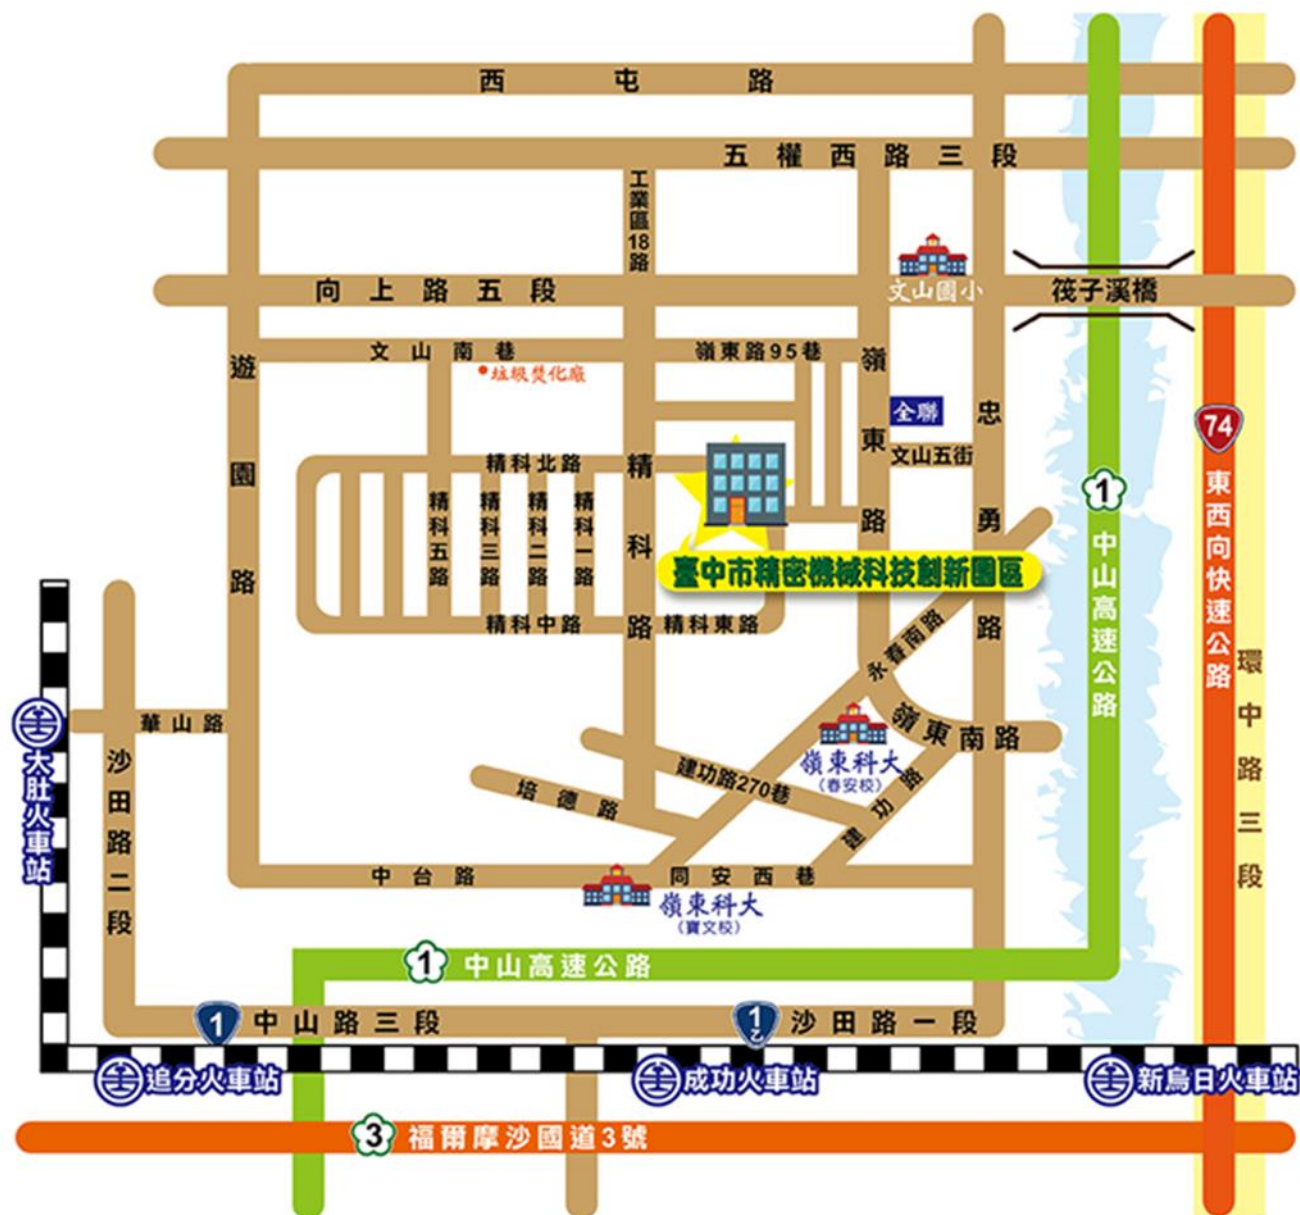 西屯路
五權西路三段
工業區18路
文山國小
向上路五段
筏子溪橋
文山南巷
嶺東路95巷
垃圾焚化廠
遊園路
嶺東路
全聯
忠勇路
文山五街
74
東西向快速公路
1
中山高速公路
精科北路
精科路
精科五路
精科三路
精科二路
精科一路
臺中市精密機械科技創新園區
精科中路
精科東路
永春南路
環中路三段
華山路
嶺東南路
大肚火車站
沙田路二段
嶺東科大
(春安校)
建功路270巷
培德路
建功路
中台路
同安西巷
嶺東科大
(寶文校)
1
中山高速公路
1
中山路三段
1乙
沙田路一段
追分火車站
成功火車站
新烏日火車站
3
福爾摩沙國道3號